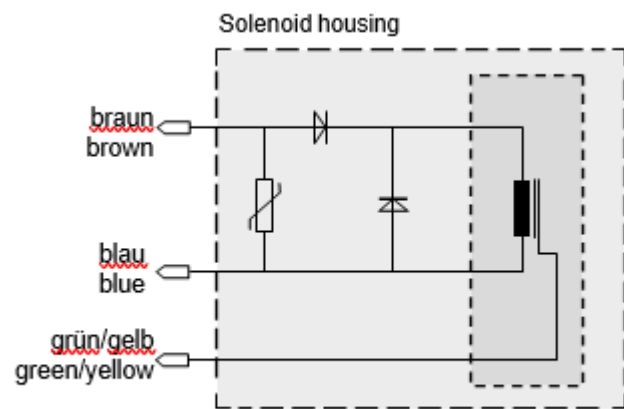 Solenoid housing
braun
brown
blau
blue
grün/gelb
green/yellow